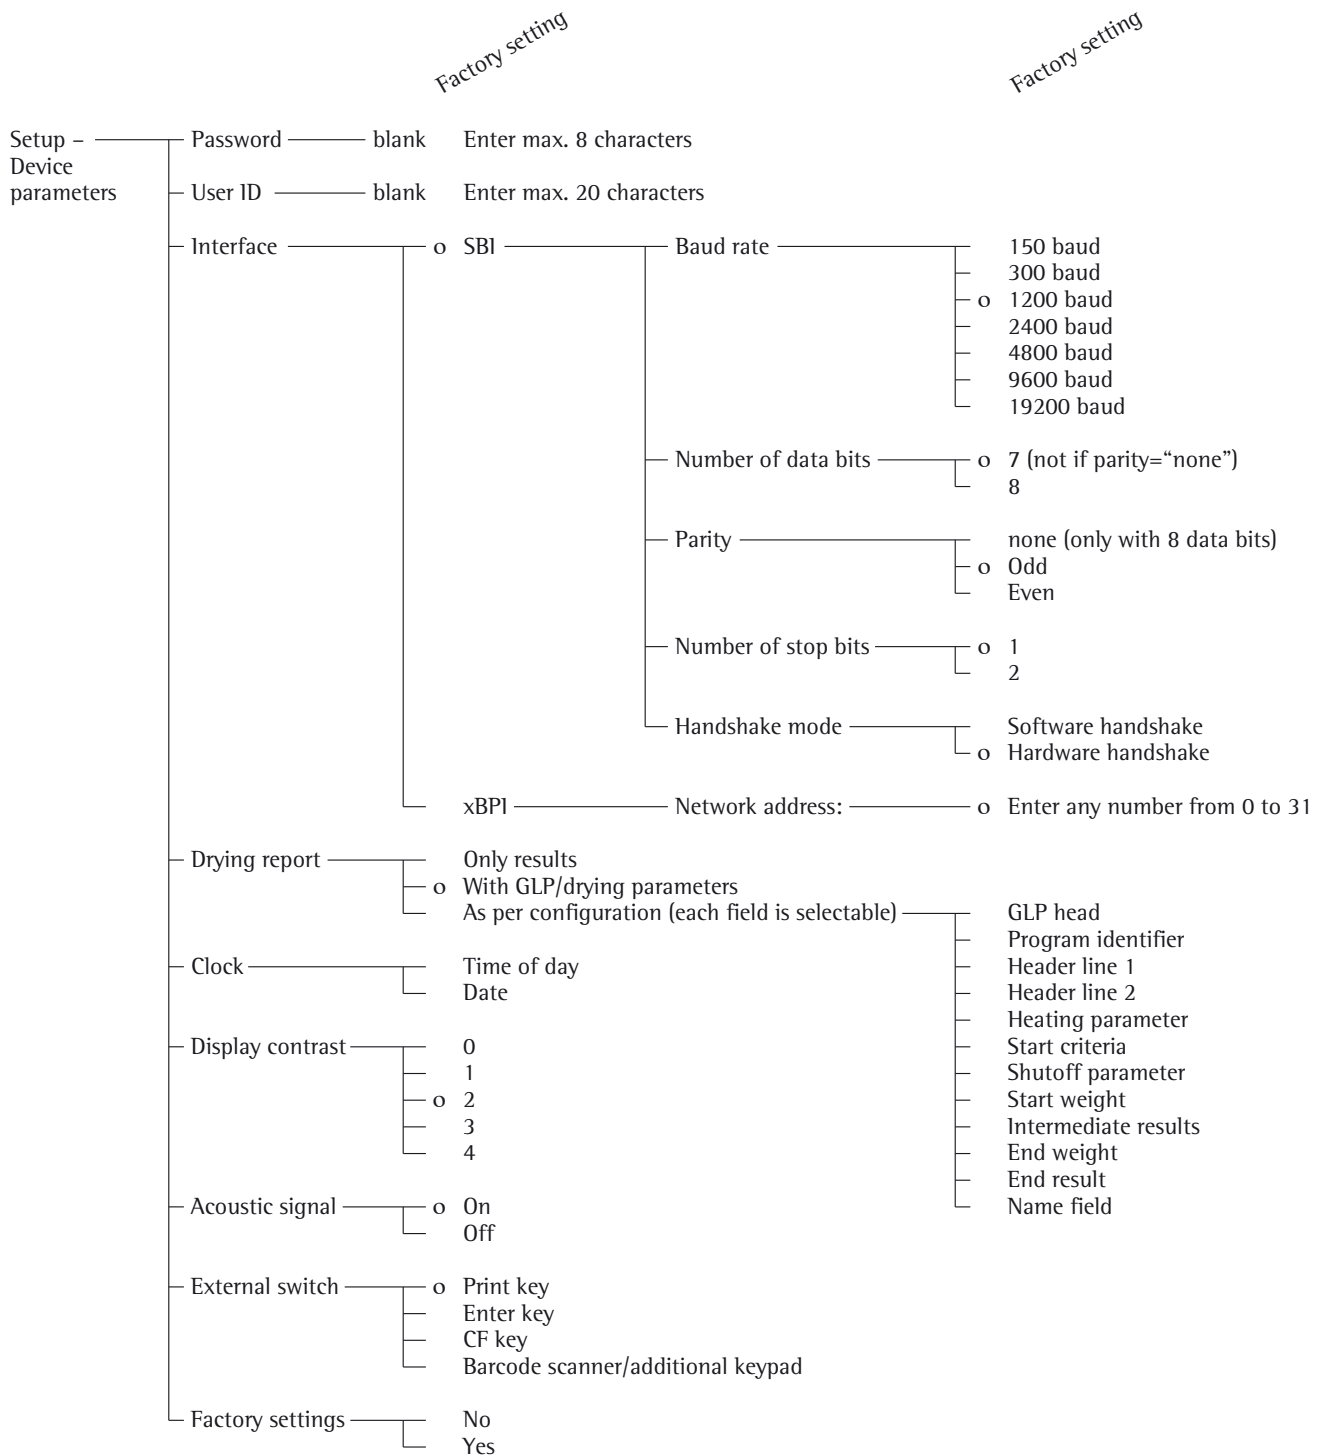 Factory setting Factory setting
Setup – Password blank Enter max. 8 characters
Device
parameters User ID blank Enter max. 20 characters
Interface o SBI Baud rate 150 baud
300 baud
o 1200 baud
2400 baud
4800 baud
9600 baud
19200 baud
Number of data bits o 7 (not if parity=“none”)
8
Parity none (only with 8 data bits)
o Odd
Even
Number of stop bits o 1
2
Handshake mode Software handshake
o Hardware handshake
xBPI Network address: o Enter any number from 0 to 31
Drying report Only results
o With GLP/drying parameters
As per configuration (each field is selectable) GLP head
Program identifier
Clock Time of day Header line 1
Date Header line 2
Heating parameter
Display contrast 0 Start criteria
1 Shutoff parameter
o 2 Start weight
3 Intermediate results
4 End weight
End result
Acoustic signal o On Name field
Off
External switch o Print key
Enter key
CF key
Barcode scanner/additional keypad
Factory settings No
Yes